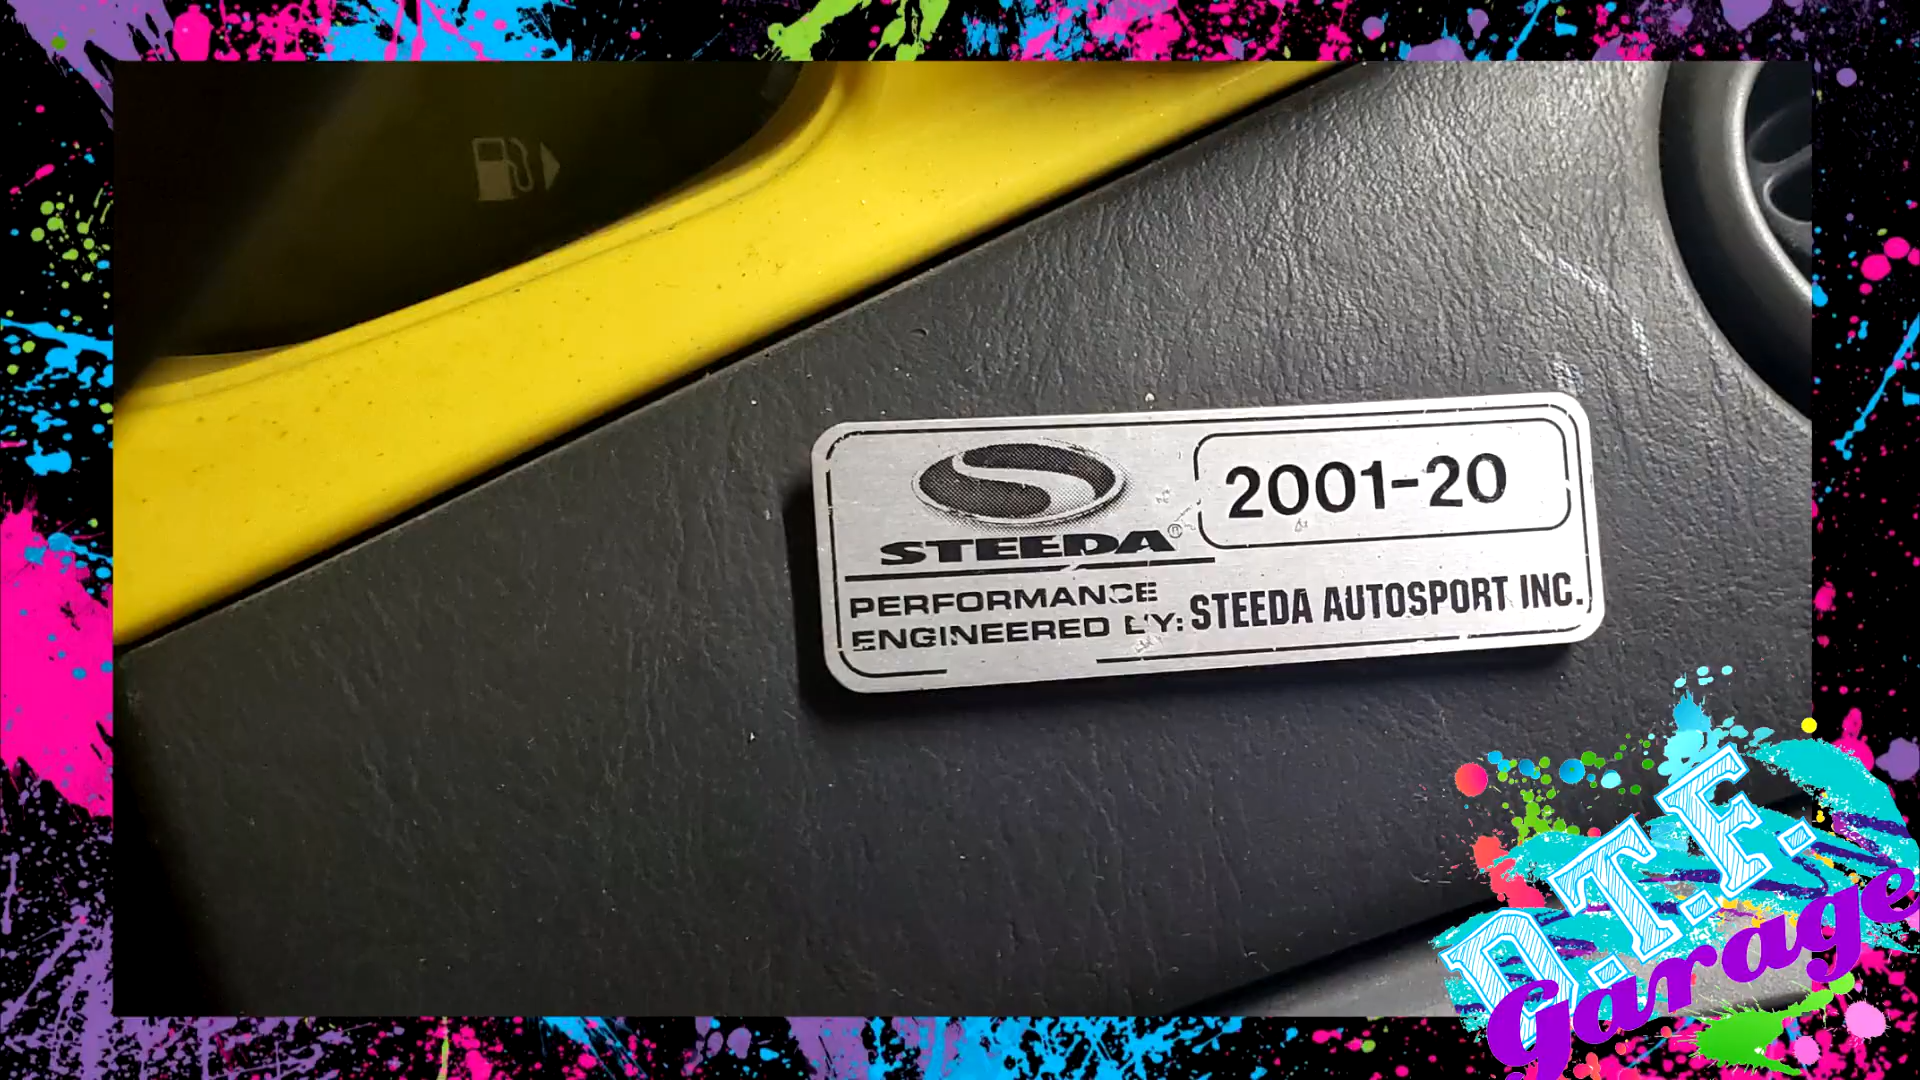 STEEDA®
2001-20
PERFORMANCE
ENGINEERED BY: STEEDA AUTOSPORT INC.
D.T.F.
Garage